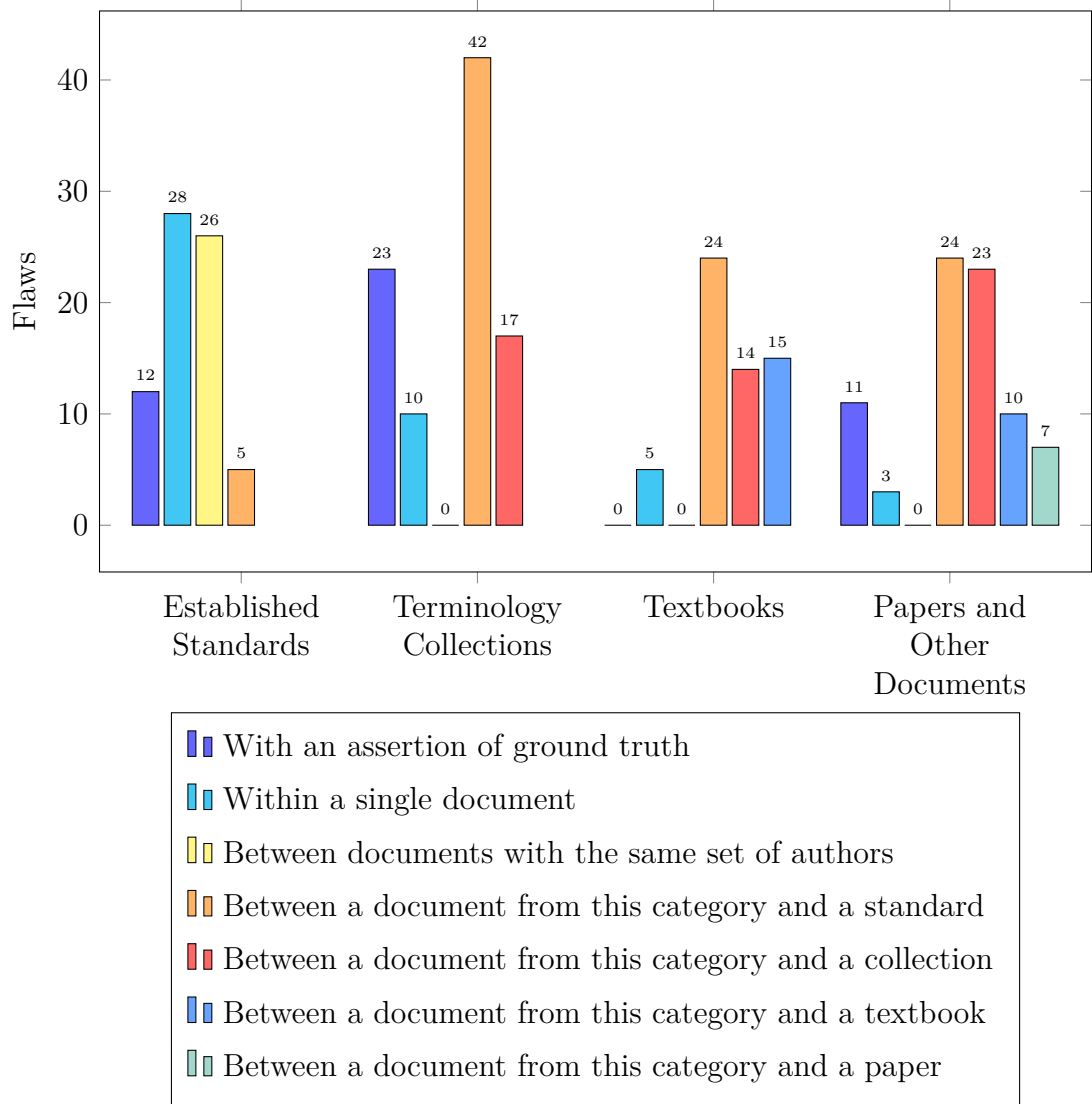 42
40
30
28
26
24
24
23
23
Flaws
20
17
15
14
12
11
10
10
10
7
5
5
3
0
0
0
0
0
Established
Standards
Terminology
Collections
Textbooks
Papers and
Other
Documents
With an assertion of ground truth
Within a single document
Between documents with the same set of authors
Between a document from this category and a standard
Between a document from this category and a collection
Between a document from this category and a textbook
Between a document from this category and a paper